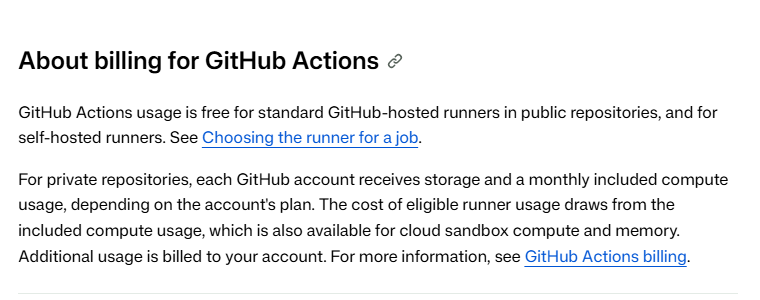 About billing for GitHub Actions
GitHub Actions usage is free for standard GitHub-hosted runners in public repositories, and for
self-hosted runners. See Choosing the runner for a job.
For private repositories, each GitHub account receives storage and a monthly included compute
usage, depending on the account's plan. The cost of eligible runner usage draws from the
included compute usage, which is also available for cloud sandbox compute and memory.
Additional usage is billed to your account. For more information, see GitHub Actions billing.